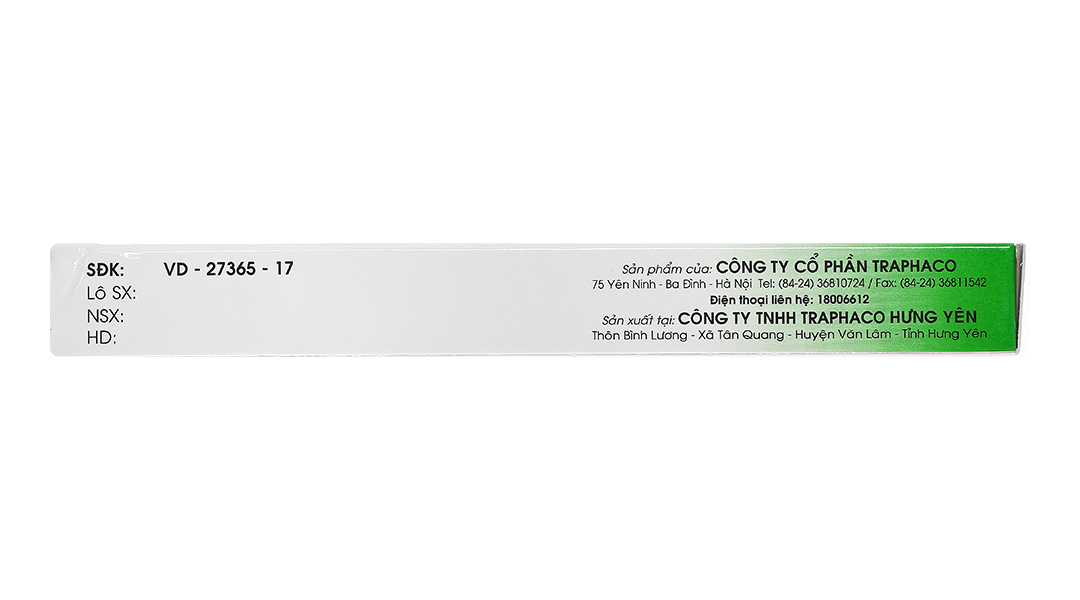 SĐK: VD - 27365 - 17
Lô SX:
NSX:
HD:
Sản phẩm của: CÔNG TY CỔ PHẦN TRAPHACO
75 Yên Ninh - Ba Đình - Hà Nội Tel: (84-24) 36810724 / Fax: (84-24) 36811542
Điện thoại liên hệ: 18006612
Sản xuất tại: CÔNG TY TNHH TRAPHACO HƯNG YÊN
Thôn Bình Lương - Xã Tân Quang - Huyện Văn Lâm - Tỉnh Hưng Yên